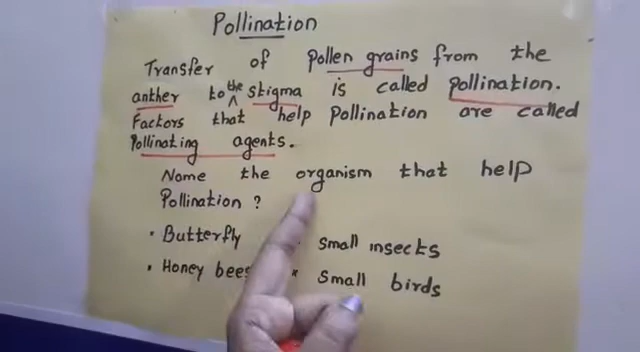 Pollination
Transfer of pollen grains from the
anther to the stigma is called pollination.
Factors that help pollination are called
Pollinating agents.
Name the organism that help
Pollination ?
• Butterfly • Small insects
• Honey bees • Small birds